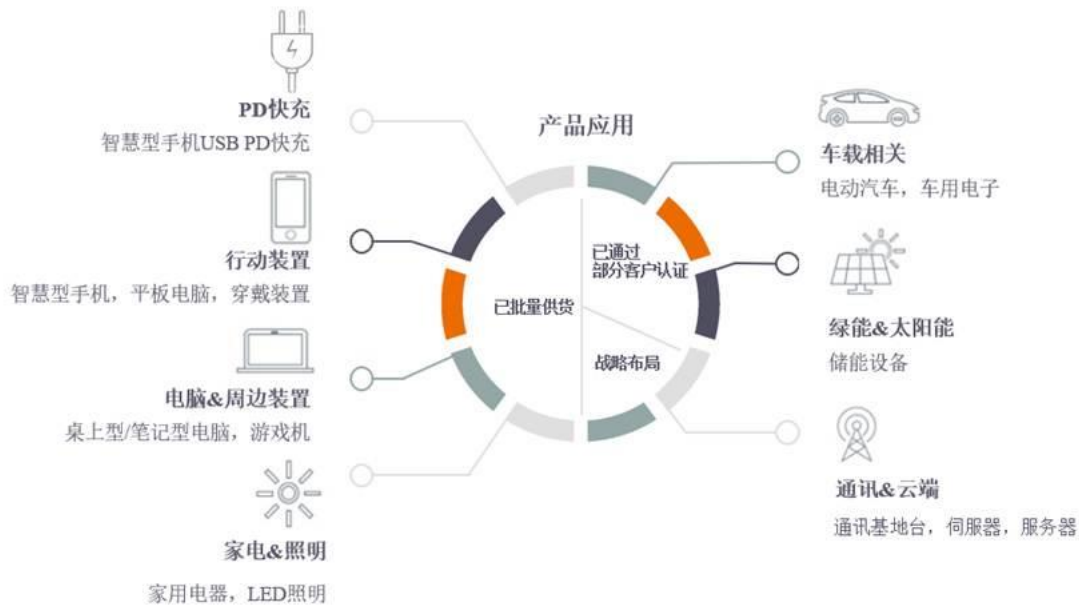 产品应用
PD快充
智慧型手机USB PD快充
行动装置
智慧型手机，平板电脑，穿戴装置
电脑&周边装置
桌上型/笔记型电脑，游戏机
家电&照明
家用电器，LED照明
已批量供货
已通过
部分客户认证
战略布局
车载相关
电动汽车，车用电子
绿能&太阳能
储能设备
通讯&云端
通讯基地台，伺服器，服务器